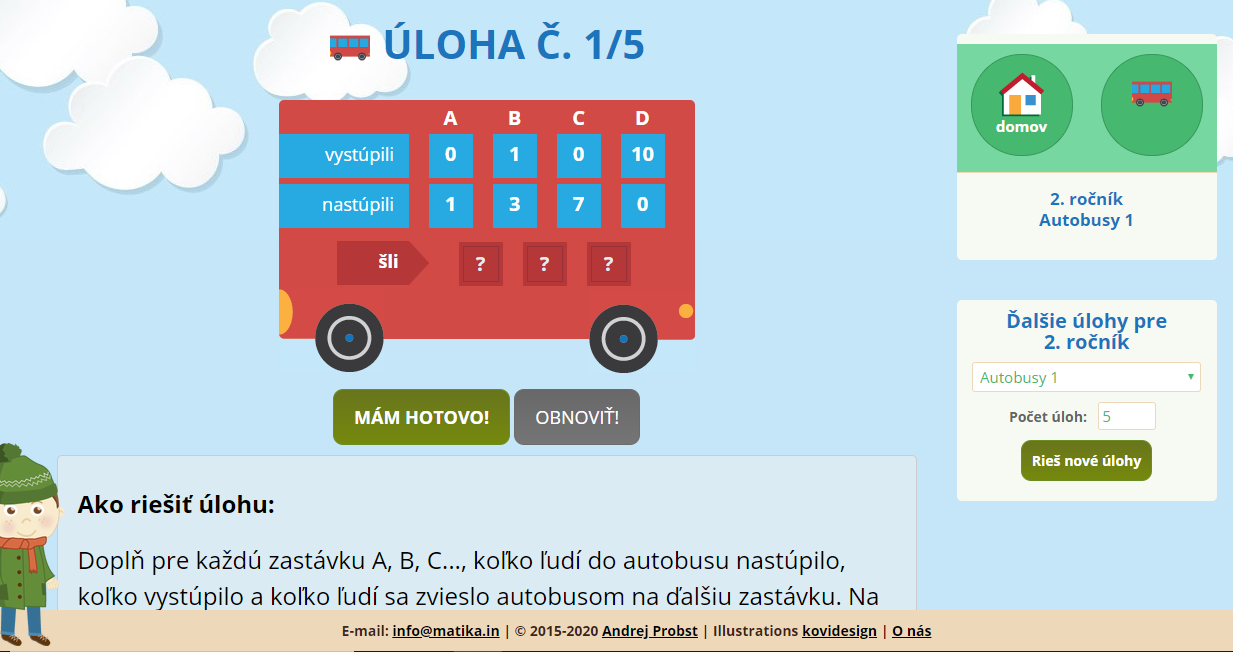 ÚLOHA Č. 1/5
A B C D
vystúpili 0 1 0 10
nastúpili 1 3 7 0
šli ? ? ?
MÁM HOTOVO! OBNOVIŤ!
Ako riešiť úlohu:
Doplň pre každú zastávku A, B, C..., koľko ľudí do autobusu nastúpilo,
koľko vystúpilo a koľko ľudí sa zviezlo autobusom na ďalšiu zastávku. Na
domov
2. ročník
Autobusy 1
Ďalšie úlohy pre
2. ročník
Autobusy 1
Počet úloh: 5
Rieš nové úlohy
E-mail: info@matika.in | © 2015-2020 Andrej Probst | Illustrations kovidesign | O nás